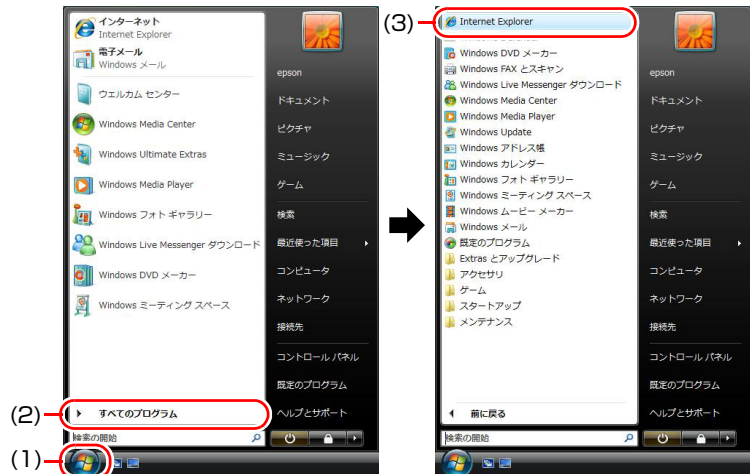 インターネット
Internet Explorer
電子メール
Windows メール
ウェルカム センター
Windows Media Center
Windows Ultimate Extras
Windows Media Player
Windows フォト ギャラリー
Windows Live Messenger ダウンロード
Windows DVD メーカー
Windows ミーティング スペース
(2)
すべてのプログラム
検索の開始
(1)
epson
ドキュメント
ピクチャ
ミュージック
ゲーム
検索
最近使った項目
コンピュータ
ネットワーク
接続先
コントロール パネル
既定のプログラム
ヘルプとサポート
(3)
Internet Explorer
Windows DVD メーカー
Windows FAX とスキャン
Windows Live Messenger ダウンロード
Windows Media Center
Windows Media Player
Windows Update
Windows アドレス帳
Windows カレンダー
Windows フォト ギャラリー
Windows ミーティング スペース
Windows ムービー メーカー
Windows メール
既定のプログラム
Extras とアップグレード
アクセサリ
ゲーム
スタートアップ
メンテナンス
前に戻る
検索の開始
epson
ドキュメント
ピクチャ
ミュージック
ゲーム
検索
最近使った項目
コンピュータ
ネットワーク
接続先
コントロール パネル
既定のプログラム
ヘルプとサポート